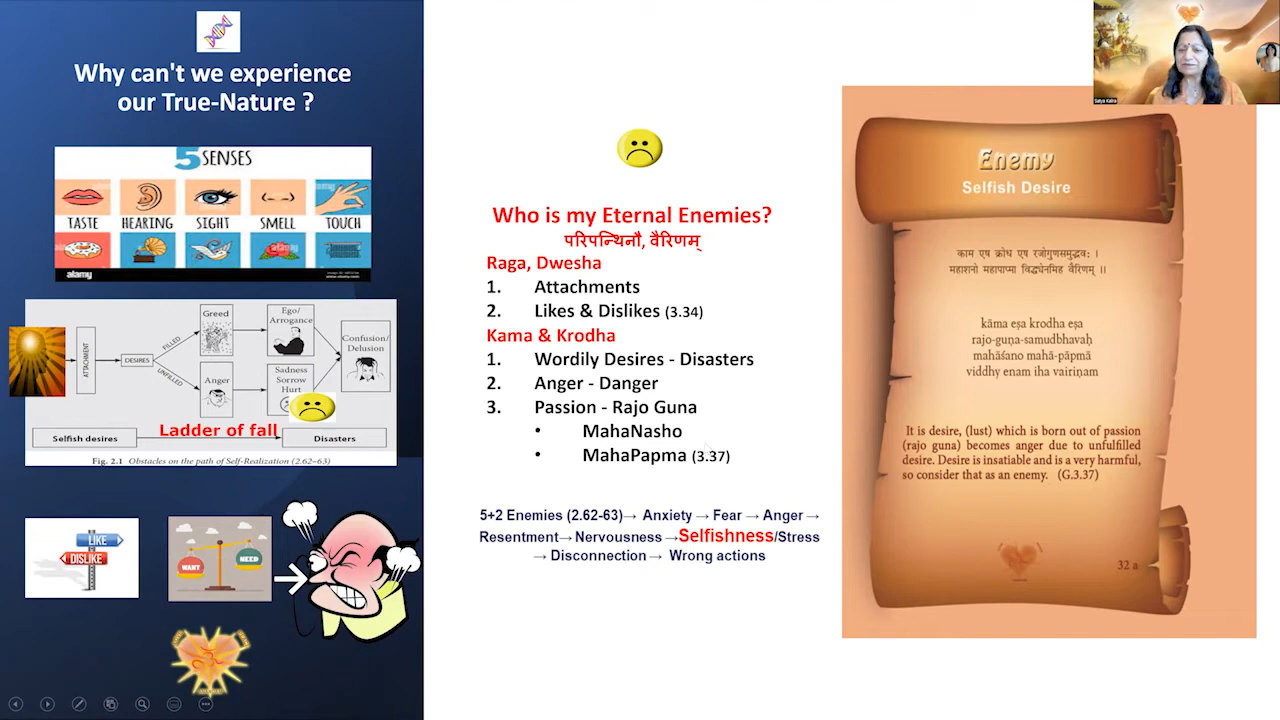 Why can't we experience
our True-Nature ?
5 SENSES
TASTE HEARING SIGHT SMELL TOUCH
alamy
ATTACHMENT
DESIRES
FILLED
UNFILLED
Greed
Anger
Ego/
Arrogance
Sadness
Sorrow
Hurt
Confusion/
Delusion
Selfish desires
Ladder of fall
Disasters
Fig. 2.1 Obstacles on the path of Self-Realization (2.62–63)
LIKE
DISLIKE
WANT
NEED
Who is my Eternal Enemies?
परिपन्थिनौ, वैरिणम्
Raga, Dwesha
1. Attachments
2. Likes & Dislikes (3.34)
Kama & Krodha
1. Wordily Desires - Disasters
2. Anger - Danger
3. Passion - Rajo Guna
• MahaNasho
• MahaPapma (3.37)
5+2 Enemies (2.62-63)→ Anxiety → Fear → Anger →
Resentment→ Nervousness →Selfishness/Stress
→ Disconnection → Wrong actions
Enemy
Selfish Desire
काम एष क्रोध एष रजोगुणसमुद्भवः ।
महाशनो महापाप्मा विद्ध्येनमिह वैरिणम् ।।
kāma eṣa krodha eṣa
rajo-guṇa-samudbhavaḥ
mahāśano mahā-pāpmā
viddhy enam iha vairiṇam
It is desire, (lust) which is born out of passion
(rajo guna) becomes anger due to unfulfilled
desire. Desire is insatiable and is a very harmful,
so consider that as an enemy. (G.3.37)
32 a
Satya Kalra